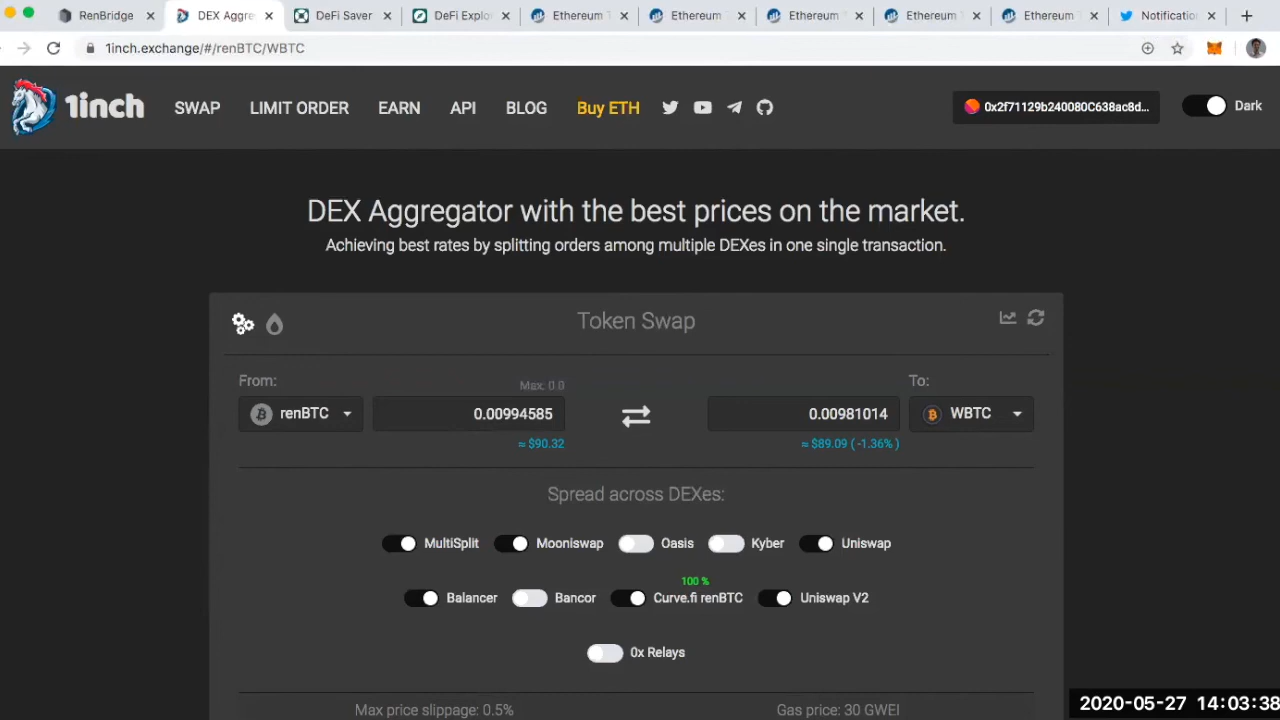 RenBridge
DEX Aggre
DeFi Saver
DeFi Explo
Ethereum T
Ethereum
Ethereum
Ethereum T
Ethereum
Notification
1inch.exchange/#/renBTC/WBTC
1inch
SWAP
LIMIT ORDER
EARN
API
BLOG
Buy ETH
0x2f71129b240080C638ac8d...
Dark
DEX Aggregator with the best prices on the market.
Achieving best rates by splitting orders among multiple DEXes in one single transaction.
Token Swap
From:
Max: 0.0
To:
renBTC
0.00994585
0.00981014
WBTC
≈ $90.32
≈ $89.09 ( -1.36% )
Spread across DEXes:
MultiSplit
Mooniswap
Oasis
Kyber
Uniswap
100 %
Balancer
Bancor
Curve.fi renBTC
Uniswap V2
0x Relays
Max price slippage: 0.5%
Gas price: 30 GWEI
2020-05-27 14:03:38